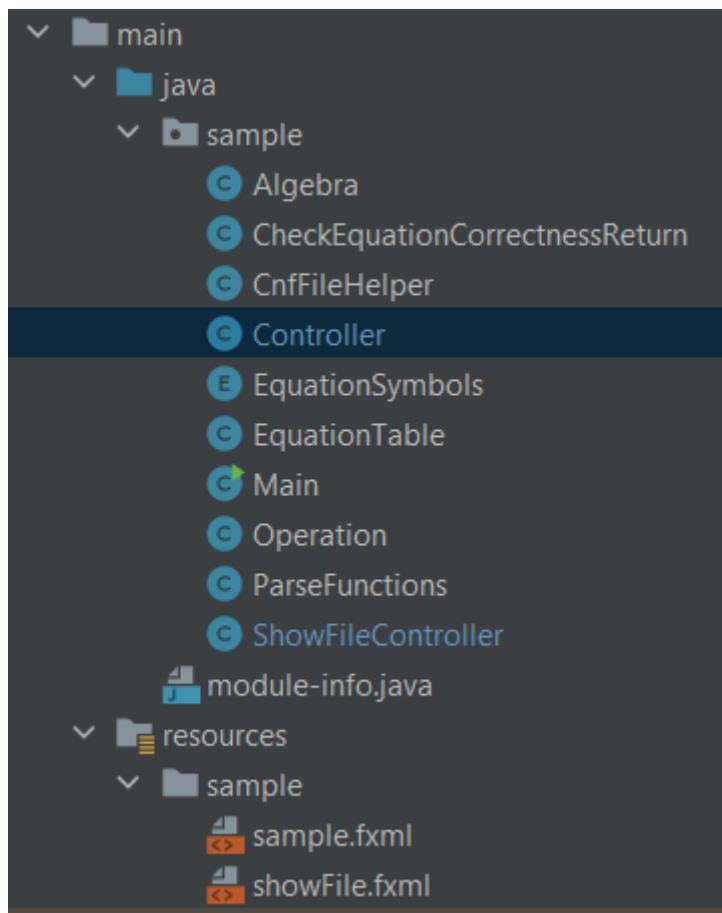 main
java
sample
C Algebra
C CheckEquationCorrectnessReturn
C CnfFileHelper
C Controller
E EquationSymbols
C EquationTable
C Main
C Operation
C ParseFunctions
C ShowFileController
J module-info.java
resources
sample
<> sample.fxml
<> showFile.fxml